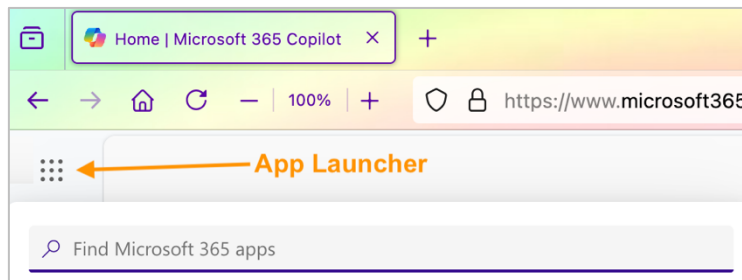 Home | Microsoft 365 Copilot
100%
https://www.microsoft365
App Launcher
Find Microsoft 365 apps